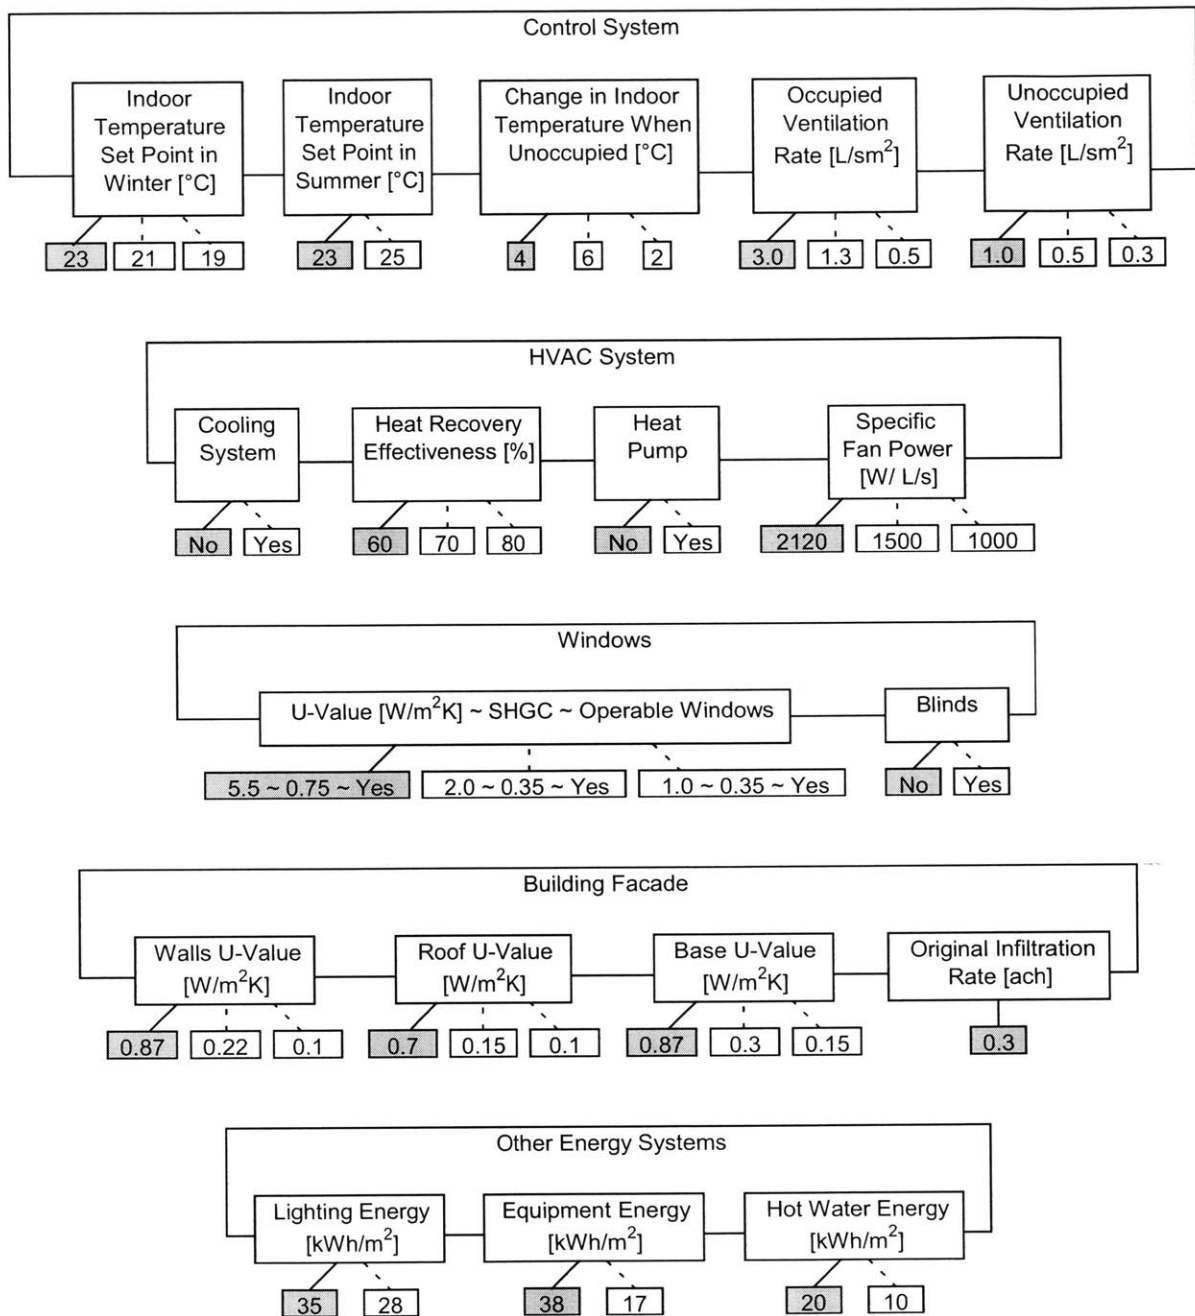 Control System
Indoor
Temperature
Set Point in
Winter [°C]
Indoor
Temperature
Set Point in
Summer [°C]
Change in Indoor
Temperature When
Unoccupied [°C]
Occupied
Ventilation
Rate [L/sm²]
Unoccupied
Ventilation
Rate [L/sm²]
23 21 19
23 25
4 6 2
3.0 1.3 0.5
1.0 0.5 0.3
HVAC System
Cooling
System
Heat Recovery
Effectiveness [%]
Heat
Pump
Specific
Fan Power
[W/ L/s]
No Yes
60 70 80
No Yes
2120 1500 1000
Windows
U-Value [W/m²K] ~ SHGC ~ Operable Windows
Blinds
5.5 ~ 0.75 ~ Yes
2.0 ~ 0.35 ~ Yes
1.0 ~ 0.35 ~ Yes
No Yes
Building Facade
Walls U-Value
[W/m²K]
Roof U-Value
[W/m²K]
Base U-Value
[W/m²K]
Original Infiltration
Rate [ach]
0.87 0.22 0.1
0.7 0.15 0.1
0.87 0.3 0.15
0.3
Other Energy Systems
Lighting Energy
[kWh/m²]
Equipment Energy
[kWh/m²]
Hot Water Energy
[kWh/m²]
35 28
38 17
20 10